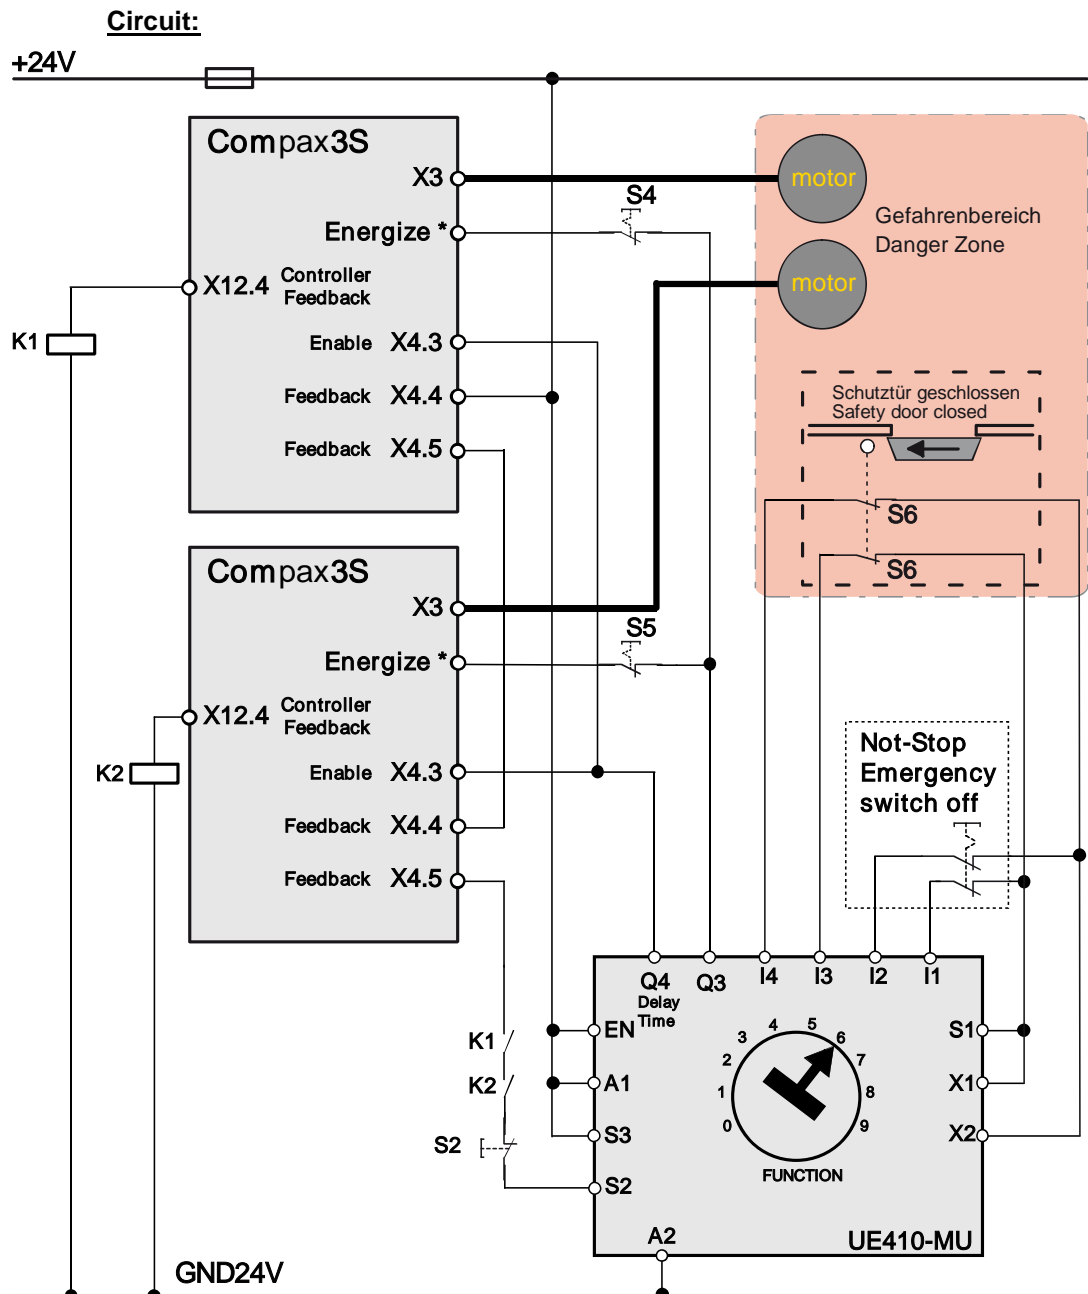 Circuit:
+24V
Compax3S
X3
Energize *
X12.4
Controller
Feedback
Enable X4.3
Feedback X4.4
Feedback X4.5
K1
S4
motor
motor
Gefahrenbereich
Danger Zone
Schutztür geschlossen
Safety door closed
S6
S6
Compax3S
X3
Energize *
X12.4
Controller
Feedback
Enable X4.3
Feedback X4.4
Feedback X4.5
K2
S5
Not-Stop
Emergency
switch off
K1
K2
S2
Q4
Delay
Time
Q3
I4
I3
I2
I1
EN
A1
S3
S2
A2
S1
X1
X2
0
1
2
3
4
5
6
7
8
9
FUNCTION
UE410-MU
GND24V